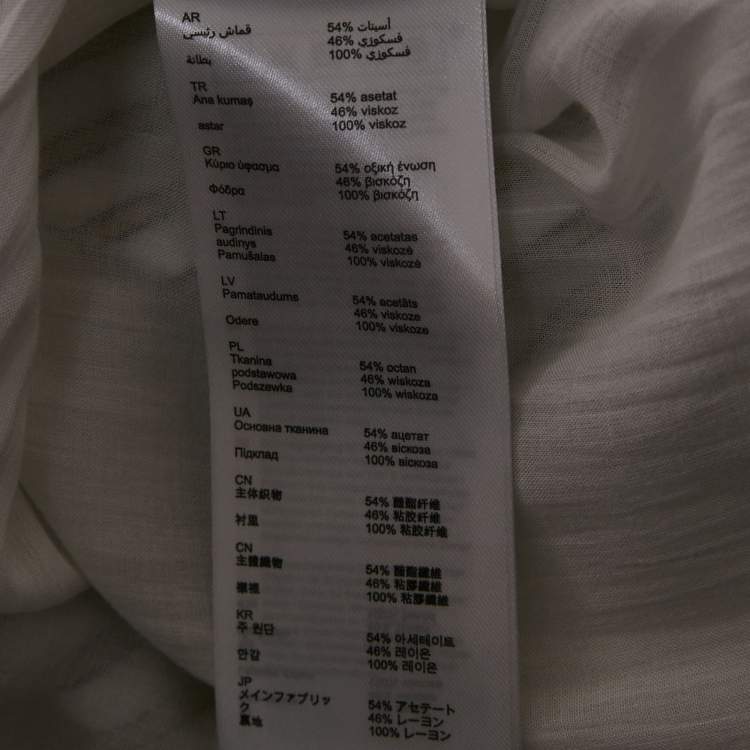 AR
قماش رئيسي 54% أسيتات
46% فسكوزي
بطانة 100% فسكوزي
TR
Ana kumaş 54% asetat
46% viskoz
astar 100% viskoz
GR
Κύριο ύφασμα 54% οξική ένωση
46% βισκόζη
Φόδρα 100% βισκόζη
LT
Pagrindinis
audinys 54% acetatas
46% viskozė
Pamušalas 100% viskozė
LV
Pamataudums 54% acetāts
46% viskoze
Odere 100% viskoze
PL
Tkanina
podstawowa 54% octan
46% wiskoza
Podszewka 100% wiskoza
UA
Основна тканина 54% ацетат
46% віскоза
Підклад 100% віскоза
CN
主体织物 54% 醋酯纤维
46% 粘胶纤维
衬里 100% 粘胶纤维
CN
主體織物 54% 醋酯纖維
46% 粘膠纖維
襯裡 100% 粘膠纖維
KR
주 원단 54% 아세테이트
46% 레이온
안감 100% 레이온
JP
メインファブリッ
ク 54% アセテート
46% レーヨン
裏地 100% レーヨン